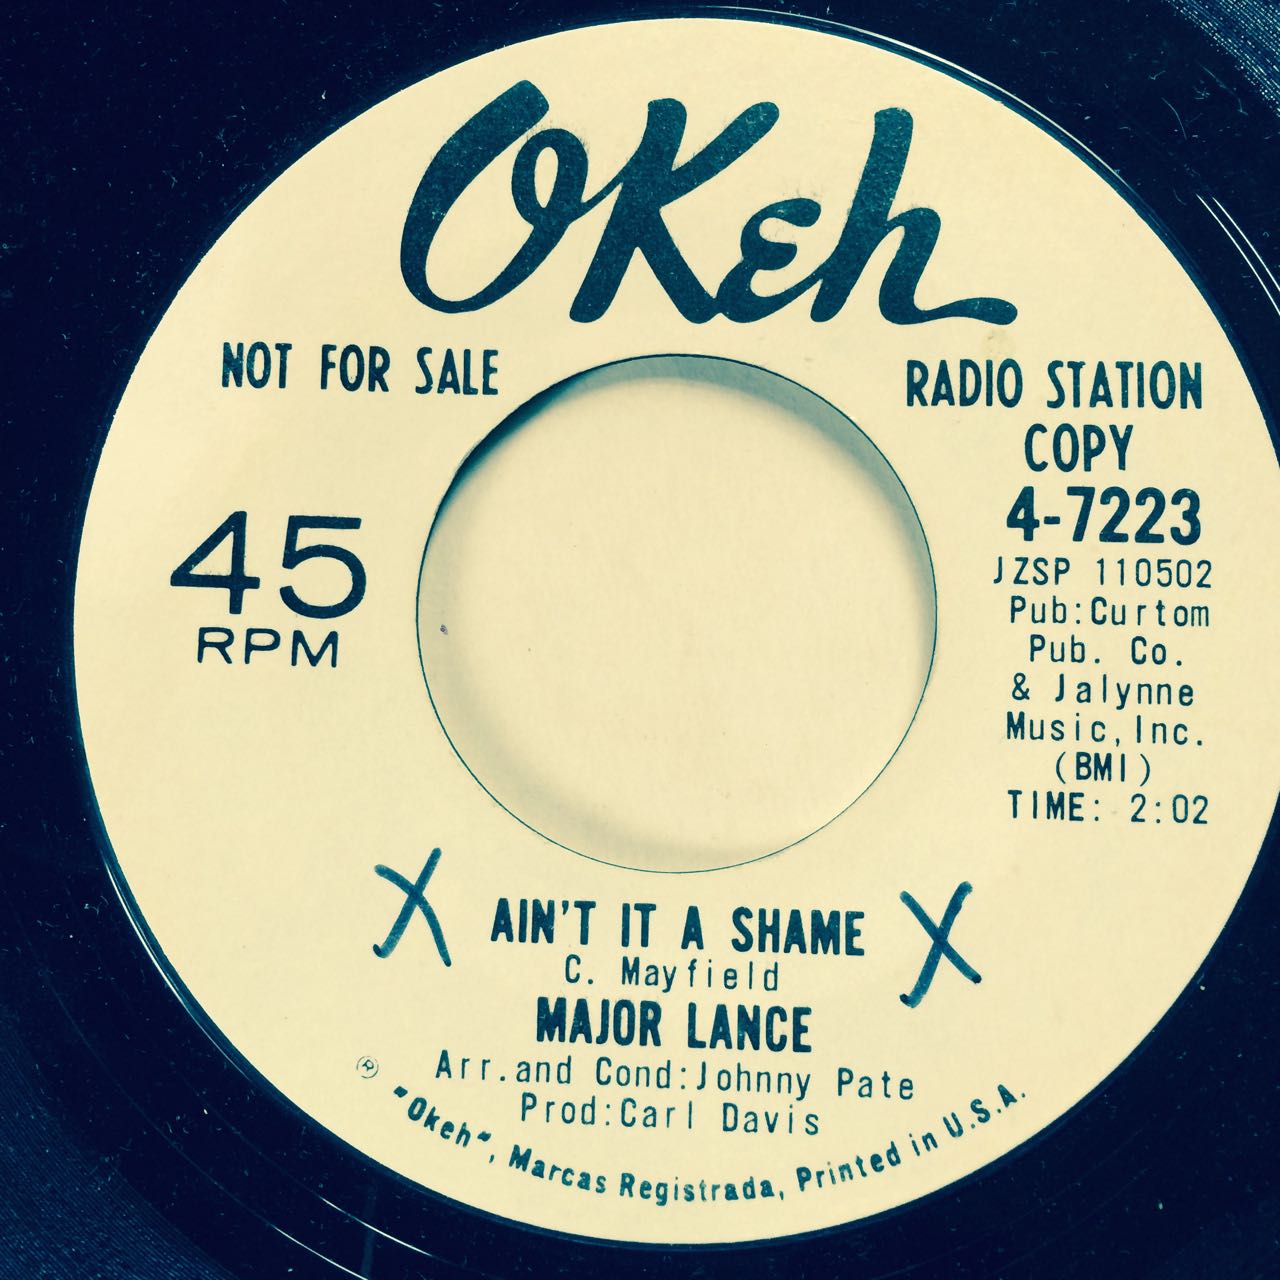 OKeh
NOT FOR SALE
RADIO STATION
COPY
4-7223
JZSP 110502
Pub:Curtom
Pub. Co.
& Jalynne
Music,Inc.
(BMI)
TIME: 2:02
45
RPM
X AIN'T IT A SHAME X
C. Mayfield
MAJOR LANCE
Arr.and Cond:Johnny Pate
Prod:Carl Davis
® "Okeh", Marcas Registrada, Printed in U.S.A.